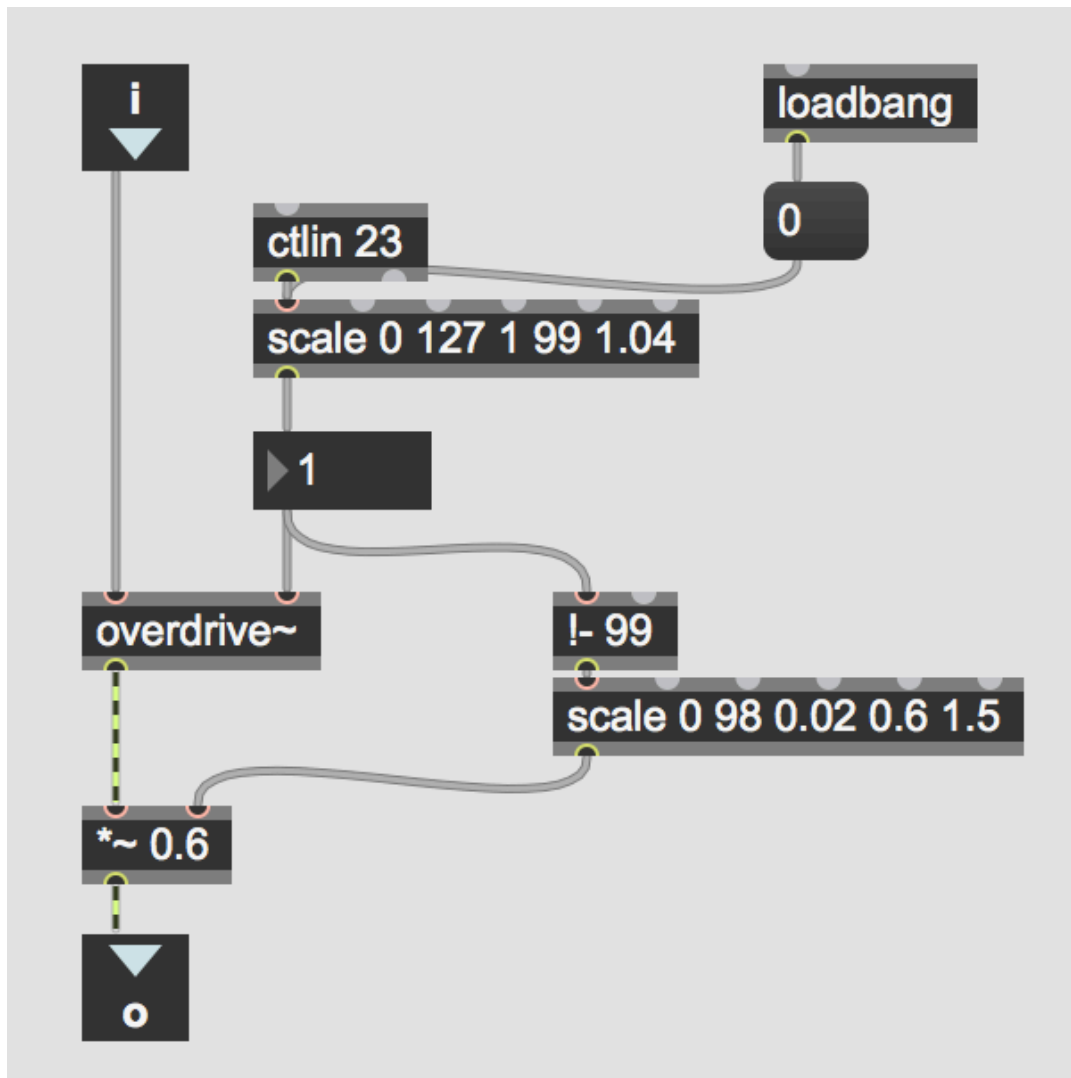 i
loadbang
0
ctlin 23
scale 0 127 1 99 1.04
1
overdrive~
!- 99
scale 0 98 0.02 0.6 1.5
*~ 0.6
o